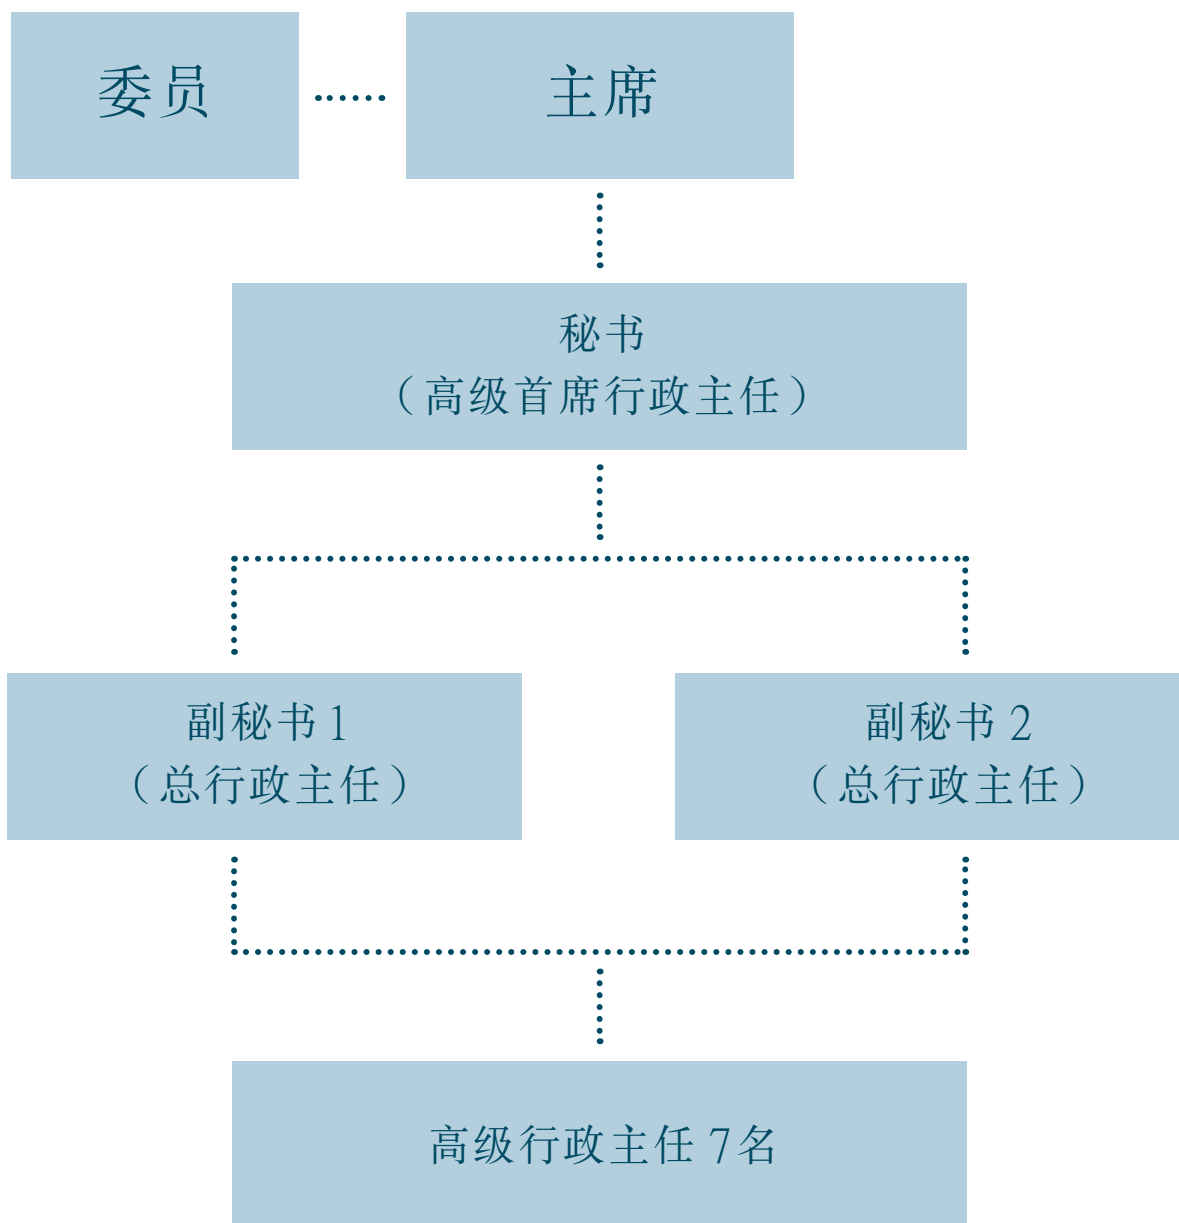 委员
主席
秘书
（高级首席行政主任）
副秘书 1
（总行政主任）
副秘书 2
（总行政主任）
高级行政主任 7名